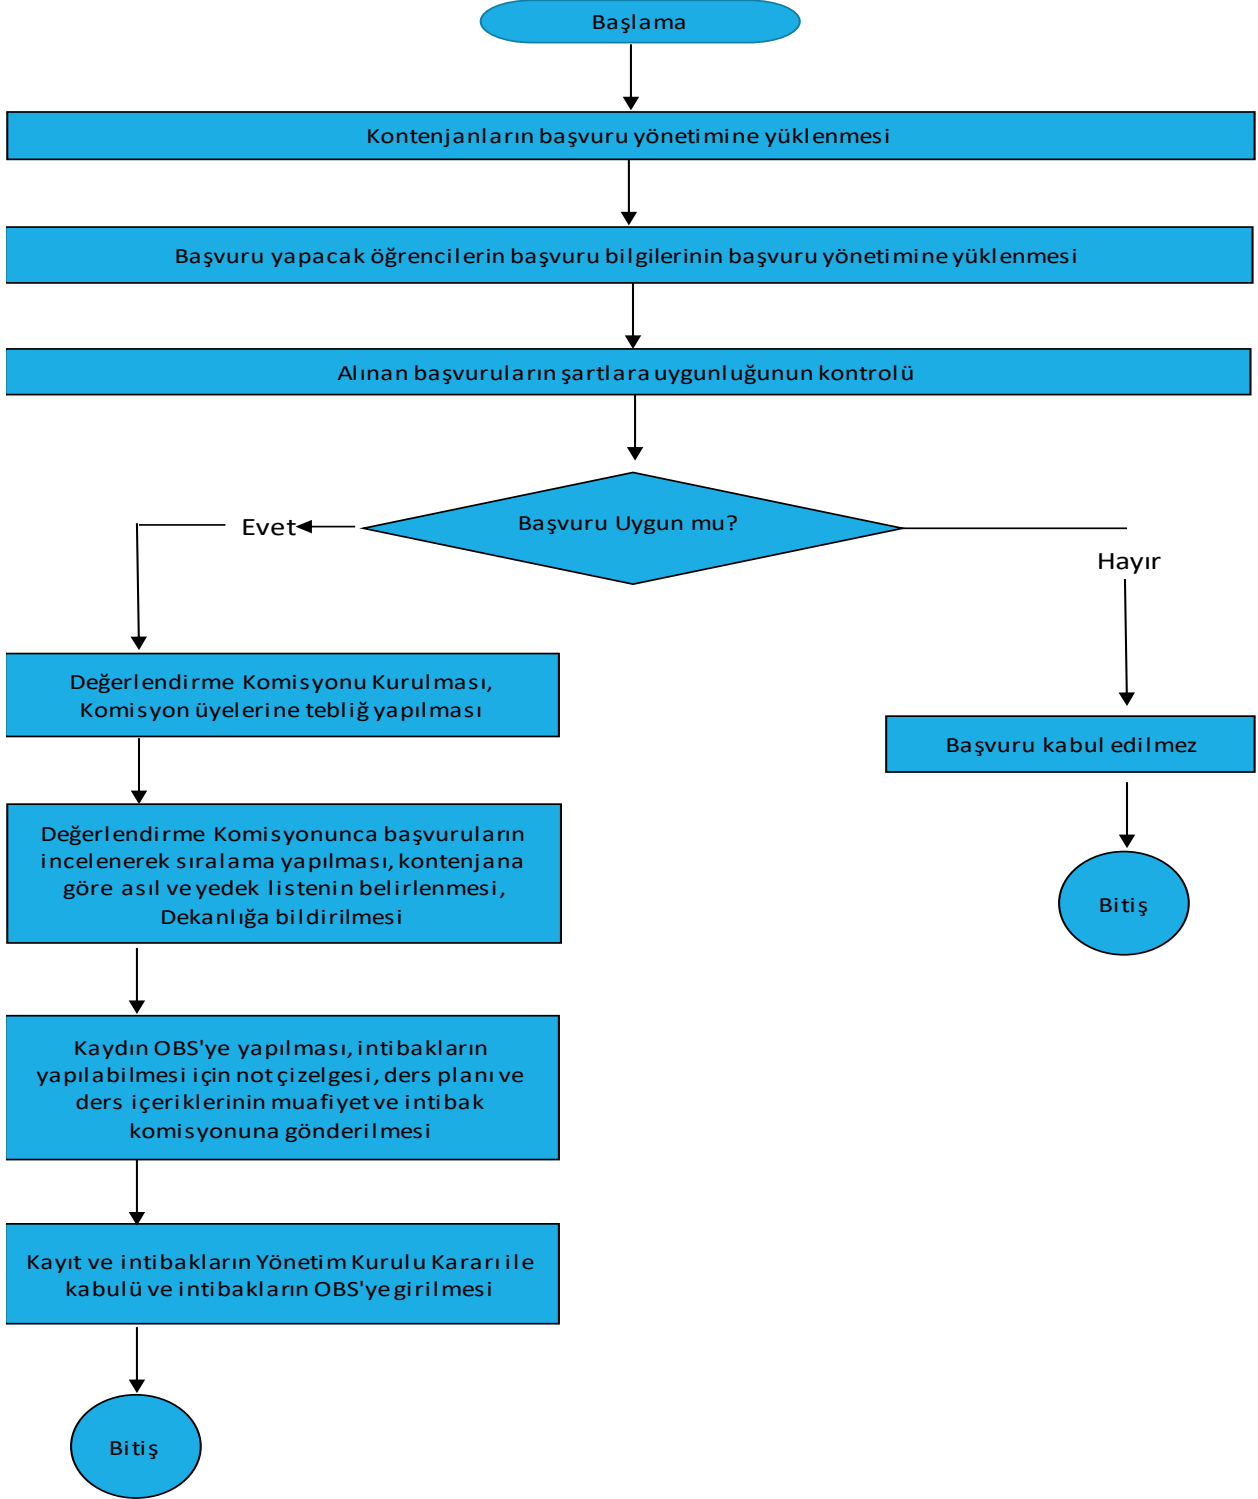 Başlama
Kontenjanların başvuru yönetimine yüklenmesi
Başvuru yapacak öğrencilerin başvuru bilgilerinin başvuru yönetimine yüklenmesi
Alınan başvuruların şartlara uygunluğunun kontrolü
Başvuru Uygun mu?
Evet
Hayır
Değerlendirme Komisyonu Kurulması,
Komisyon üyelerine tebliğ yapılması
Başvuru kabul edilmez
Değerlendirme Komisyonunca başvuruların
incelenerek sıralama yapılması, kontenjana
göre asıl ve yedek listenin belirlenmesi,
Dekanlığa bildirilmesi
Bitiş
Kaydın OBS'ye yapılması, intibakların
yapılabilmesi için not çizelgesi, ders planı ve
ders içeriklerinin muafiyet ve intibak
komisyonuna gönderilmesi
Kayıt ve intibakların Yönetim Kurulu Kararı ile
kabulü ve intibakların OBS'ye girilmesi
Bitiş